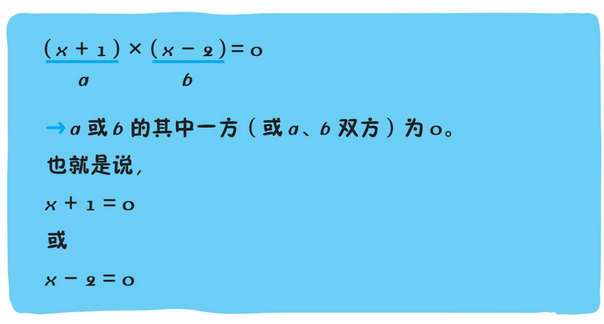 (x + 1) × (x − 2) = 0
a b
→ a 或 b 的其中一方（或 a、b 双方）为 0。
也就是说，
x + 1 = 0
或
x − 2 = 0